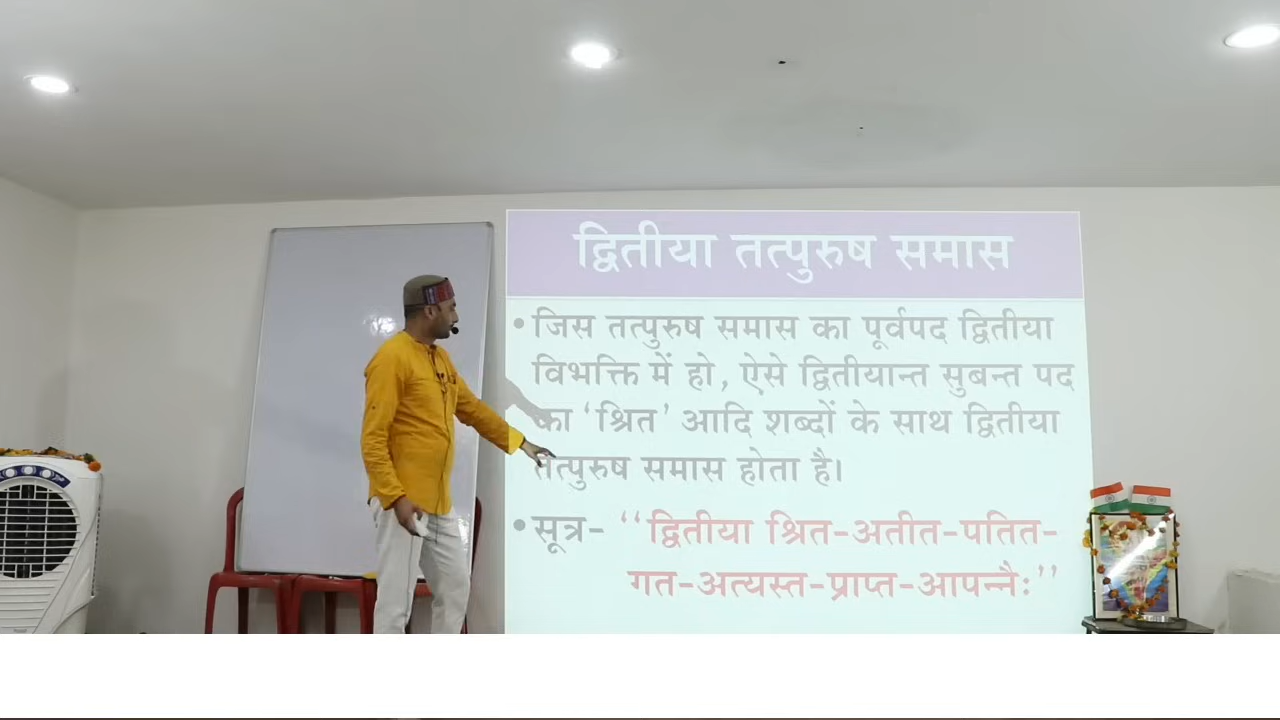 द्वितीया तत्पुरुष समास
• जिस तत्पुरुष समास का पूर्वपद द्वितीया
विभक्ति में हो, ऐसे द्वितीयान्त सुबन्त पद
का ‘श्रित’ आदि शब्दों के साथ द्वितीया
तत्पुरुष समास होता है।
• सूत्र- ‘‘द्वितीया श्रित-अतीत-पतित-
गत-अत्यस्त-प्राप्त-आपन्नैः’’